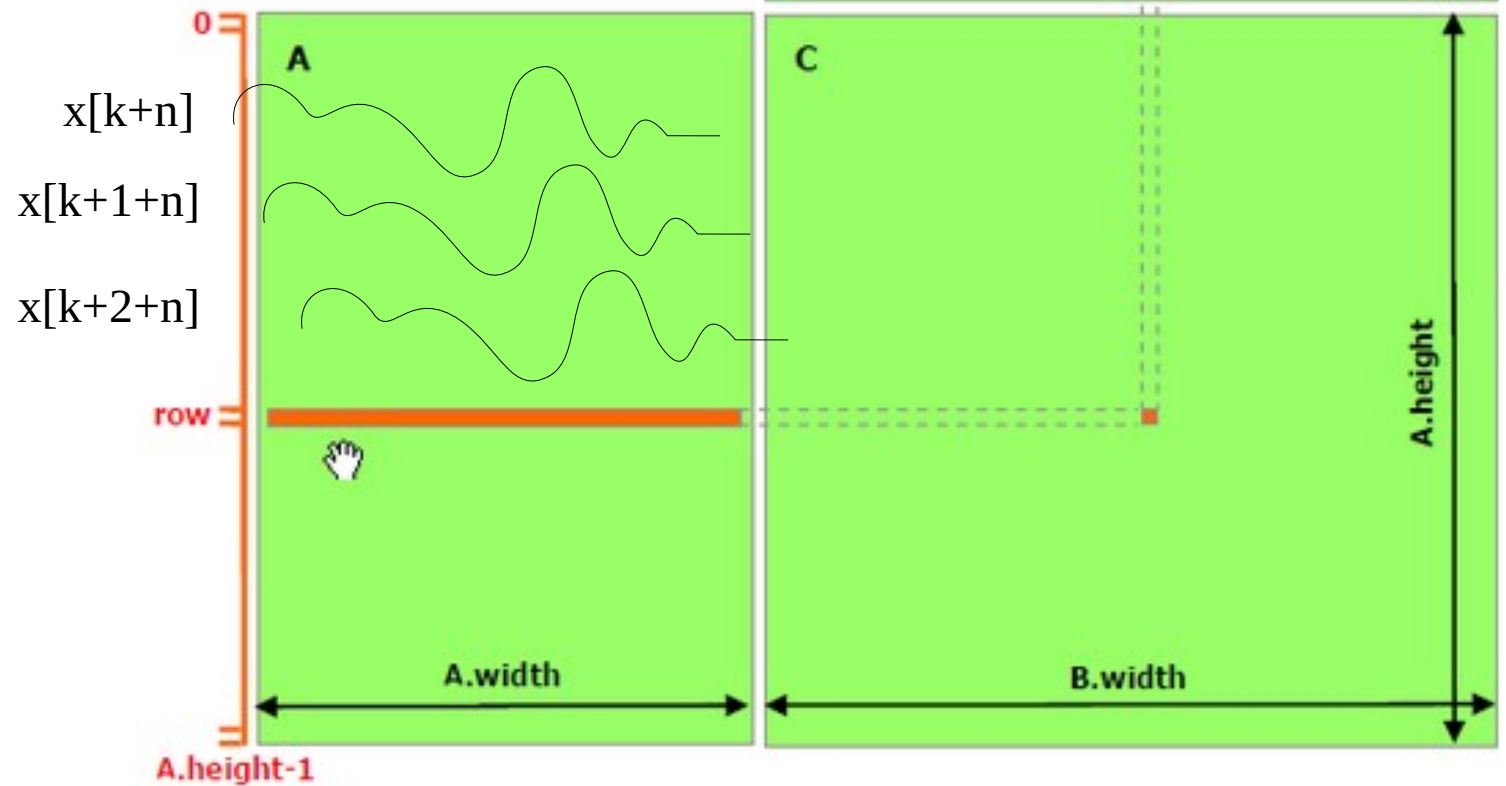 0
A
C
x[k+n]
x[k+1+n]
x[k+2+n]
A.height
row
A.width
B.width
A.height-1